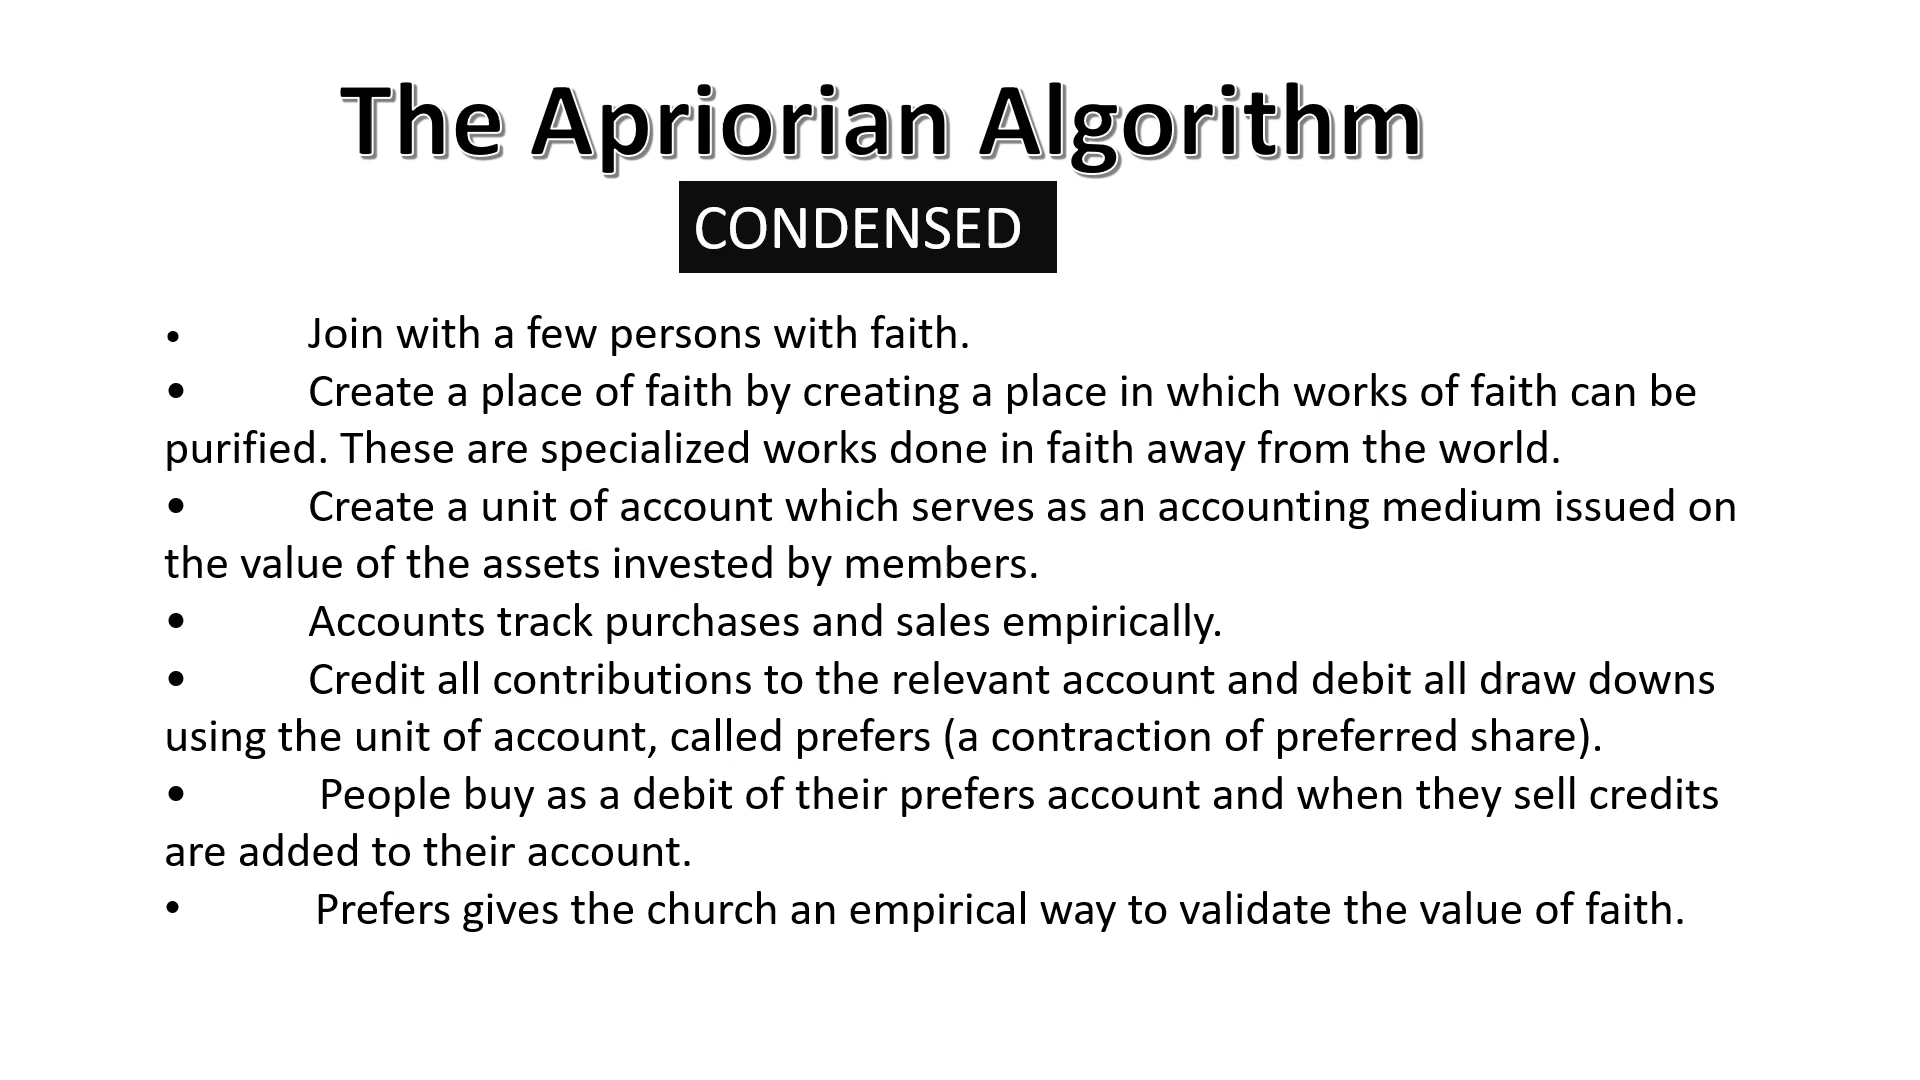 The Apriorian Algorithm
CONDENSED
• Join with a few persons with faith.
• Create a place of faith by creating a place in which works of faith can be
purified. These are specialized works done in faith away from the world.
• Create a unit of account which serves as an accounting medium issued on
the value of the assets invested by members.
• Accounts track purchases and sales empirically.
• Credit all contributions to the relevant account and debit all draw downs
using the unit of account, called prefers (a contraction of preferred share).
• People buy as a debit of their prefers account and when they sell credits
are added to their account.
• Prefers gives the church an empirical way to validate the value of faith.